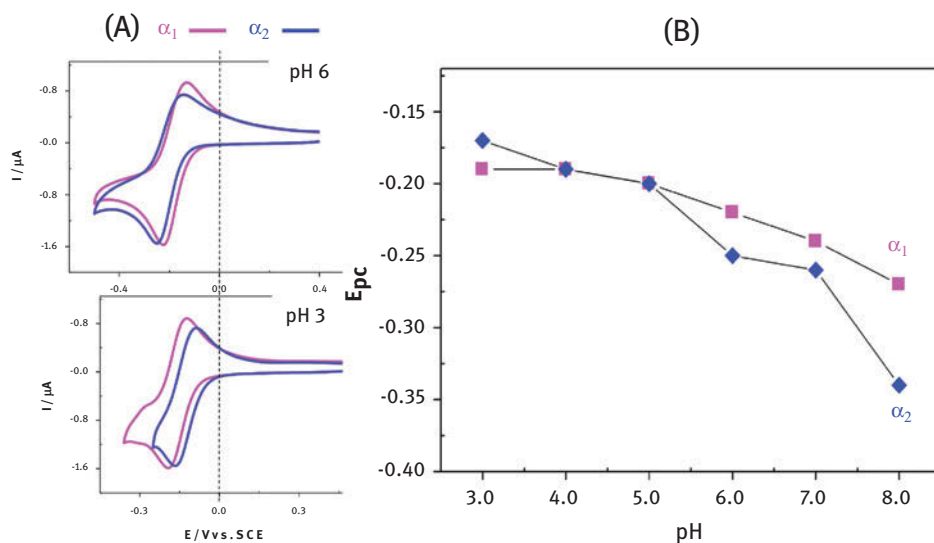 (A)
α1 α2
pH 6
-0.8
-0.0
-0.8
-1.6
I/µA
-0.4 0.0 0.4
pH 3
-0.8
-0.0
-0.8
-1.6
I/µA
-0.3 0.0 0.3
E/Vvs.SCE
(B)
-0.15
-0.20
-0.25
-0.30
-0.35
-0.40
Epc
α1
α2
3.0 4.0 5.0 6.0 7.0 8.0
pH